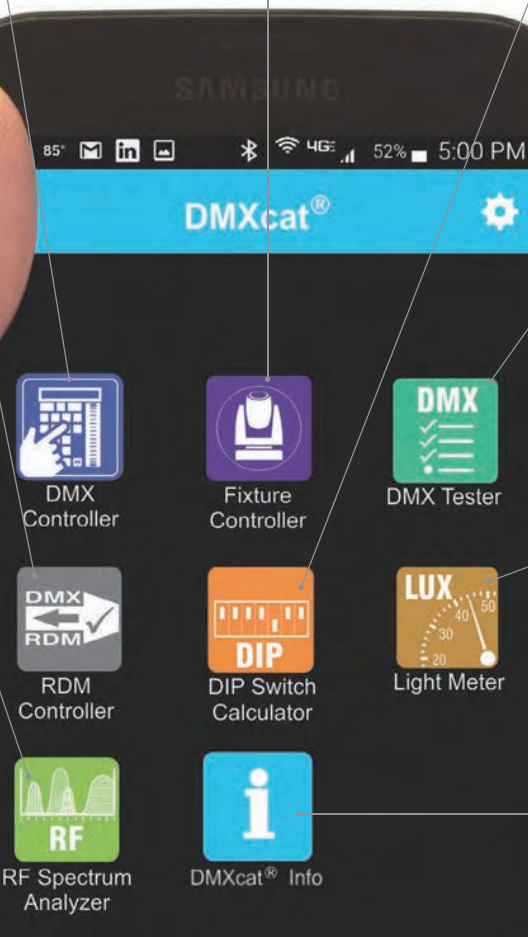 SAMSUNG
85° in 4GE 52% 5:00 PM
DMXcat®
DMX
Controller
Fixture
Controller
DMX
DMX Tester
DMX
RDM
RDM
Controller
DIP
DIP Switch
Calculator
LUX
20 30 40 50
Light Meter
RF
RF Spectrum
Analyzer
i
DMXcat® Info